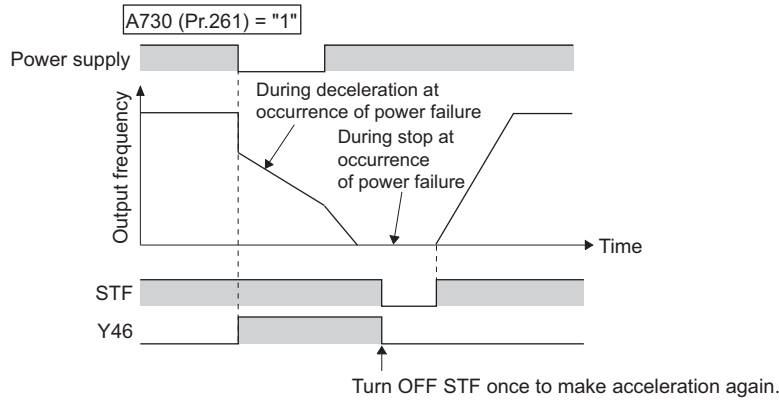 A730 (Pr.261) = "1"
Power supply
During deceleration at
occurrence of power failure
During stop at
occurrence
of power failure
Output frequency
Time
STF
Y46
Turn OFF STF once to make acceleration again.